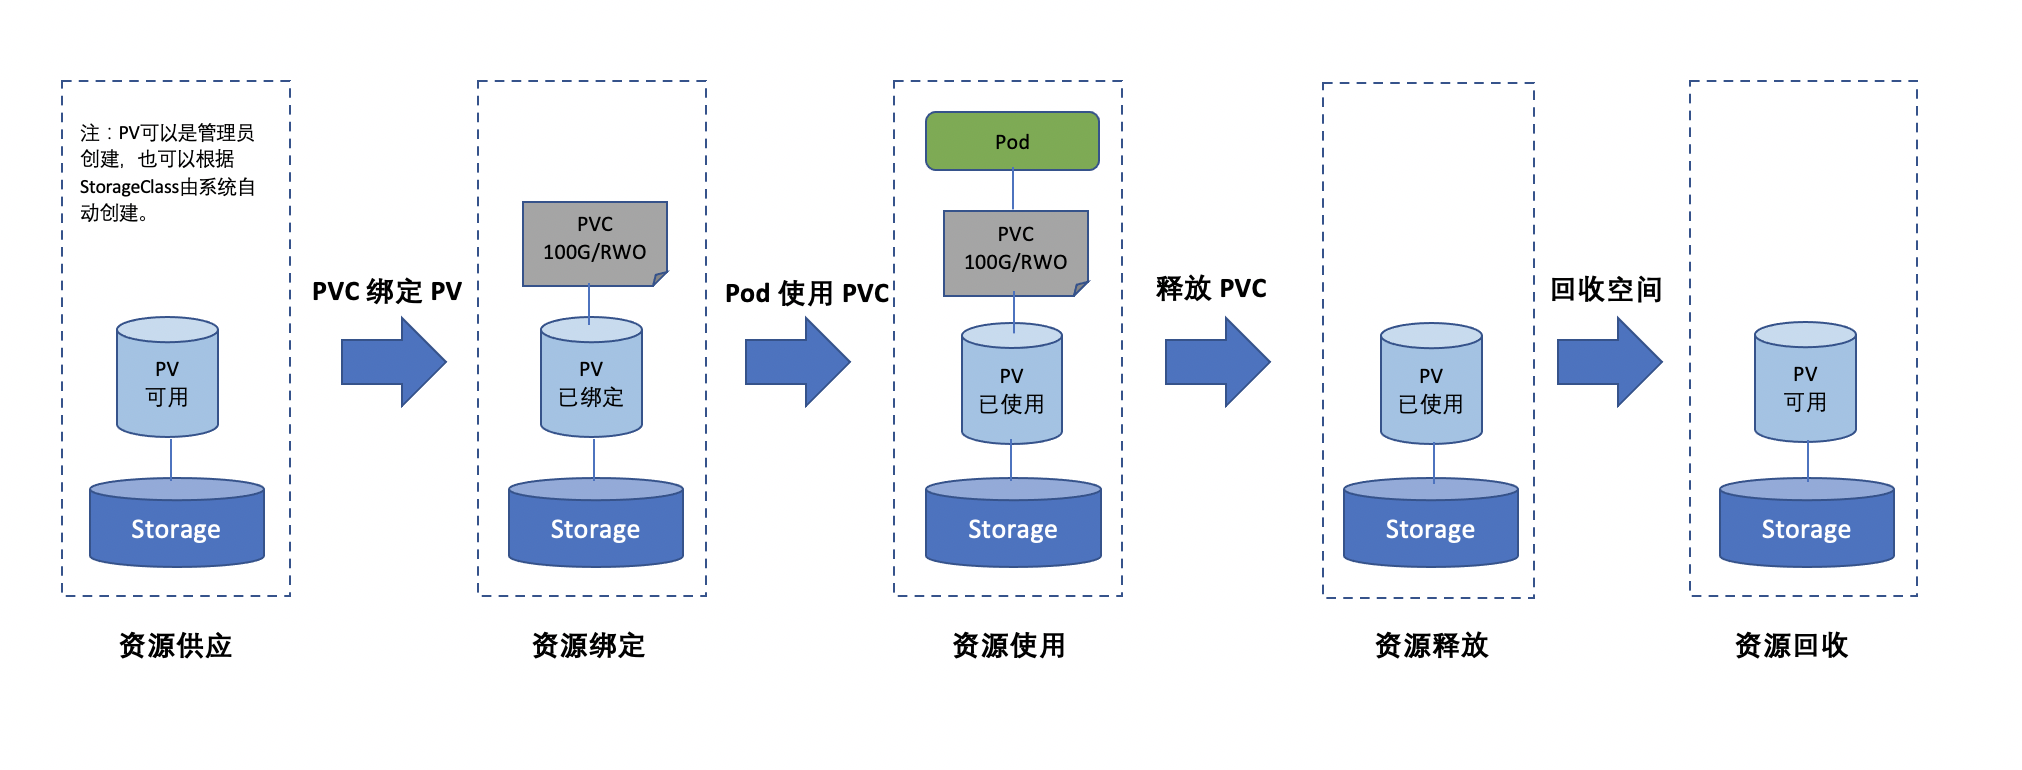 注：PV可以是管理员
创建，也可以根据
StorageClass由系统自
动创建。
PV
可用
Storage
资源供应
PVC 绑定 PV
PVC
100G/RWO
PV
已绑定
Storage
资源绑定
Pod 使用 PVC
Pod
PVC
100G/RWO
PV
已使用
Storage
资源使用
释放 PVC
PV
已使用
Storage
资源释放
回收空间
PV
可用
Storage
资源回收